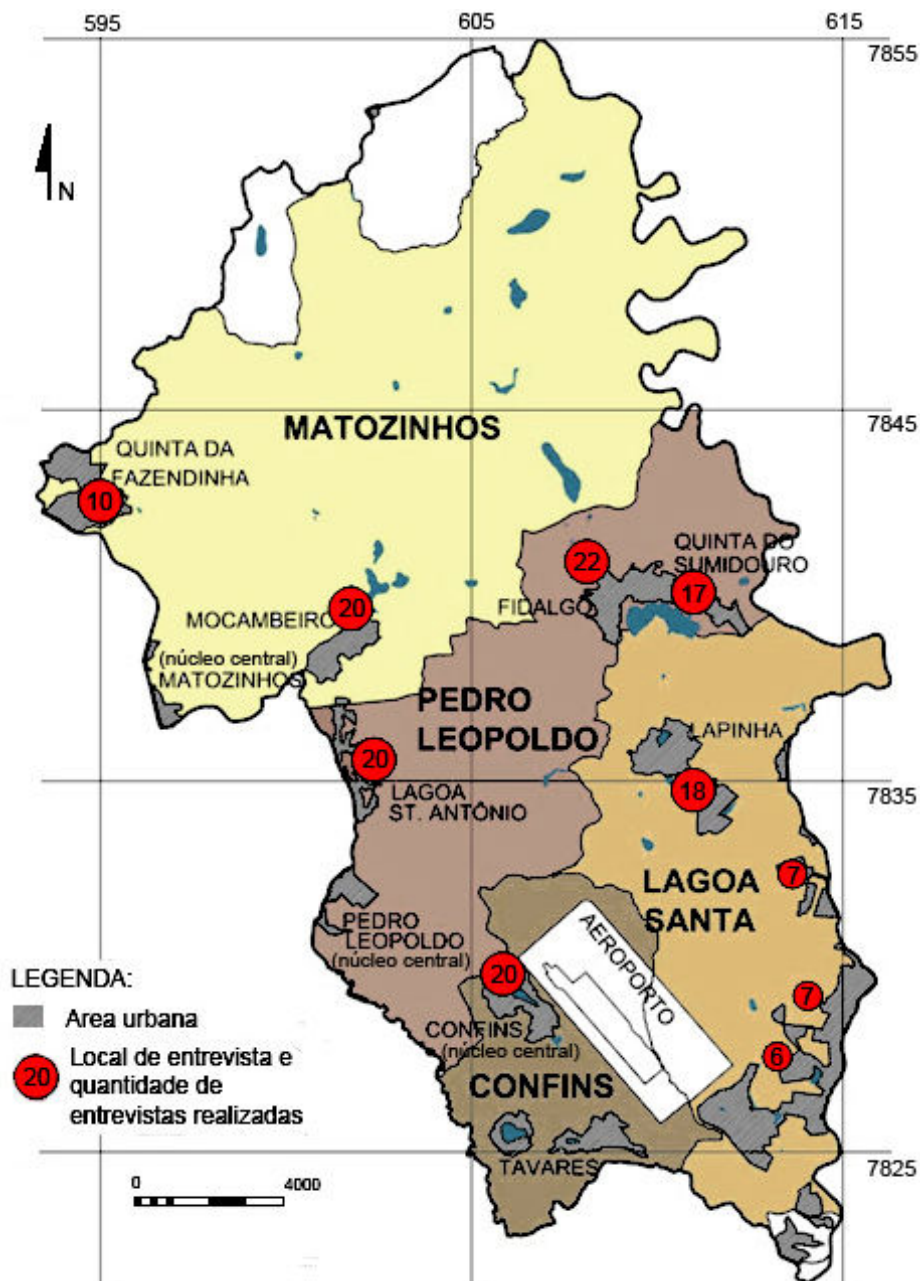 595 605 615
7855
N
7845
MATOZINHOS
QUINTA DA
FAZENDINHA
10
QUINTA DO
SUMIDOURO
22
17
FIDALGO
20
MOCAMBEIRO
(núcleo central)
MATOZINHOS
PEDRO
LEOPOLDO
LAPINHA
20
7835
LAGOA
ST. ANTÔNIO
18
LAGOA
SANTA
7
PEDRO
LEOPOLDO
(núcleo central)
AEROPORTO
20
7
CONFINS
(núcleo central)
6
CONFINS
TAVARES
7825
LEGENDA:
Area urbana
20
Local de entrevista e
quantidade de
entrevistas realizadas
0 4000